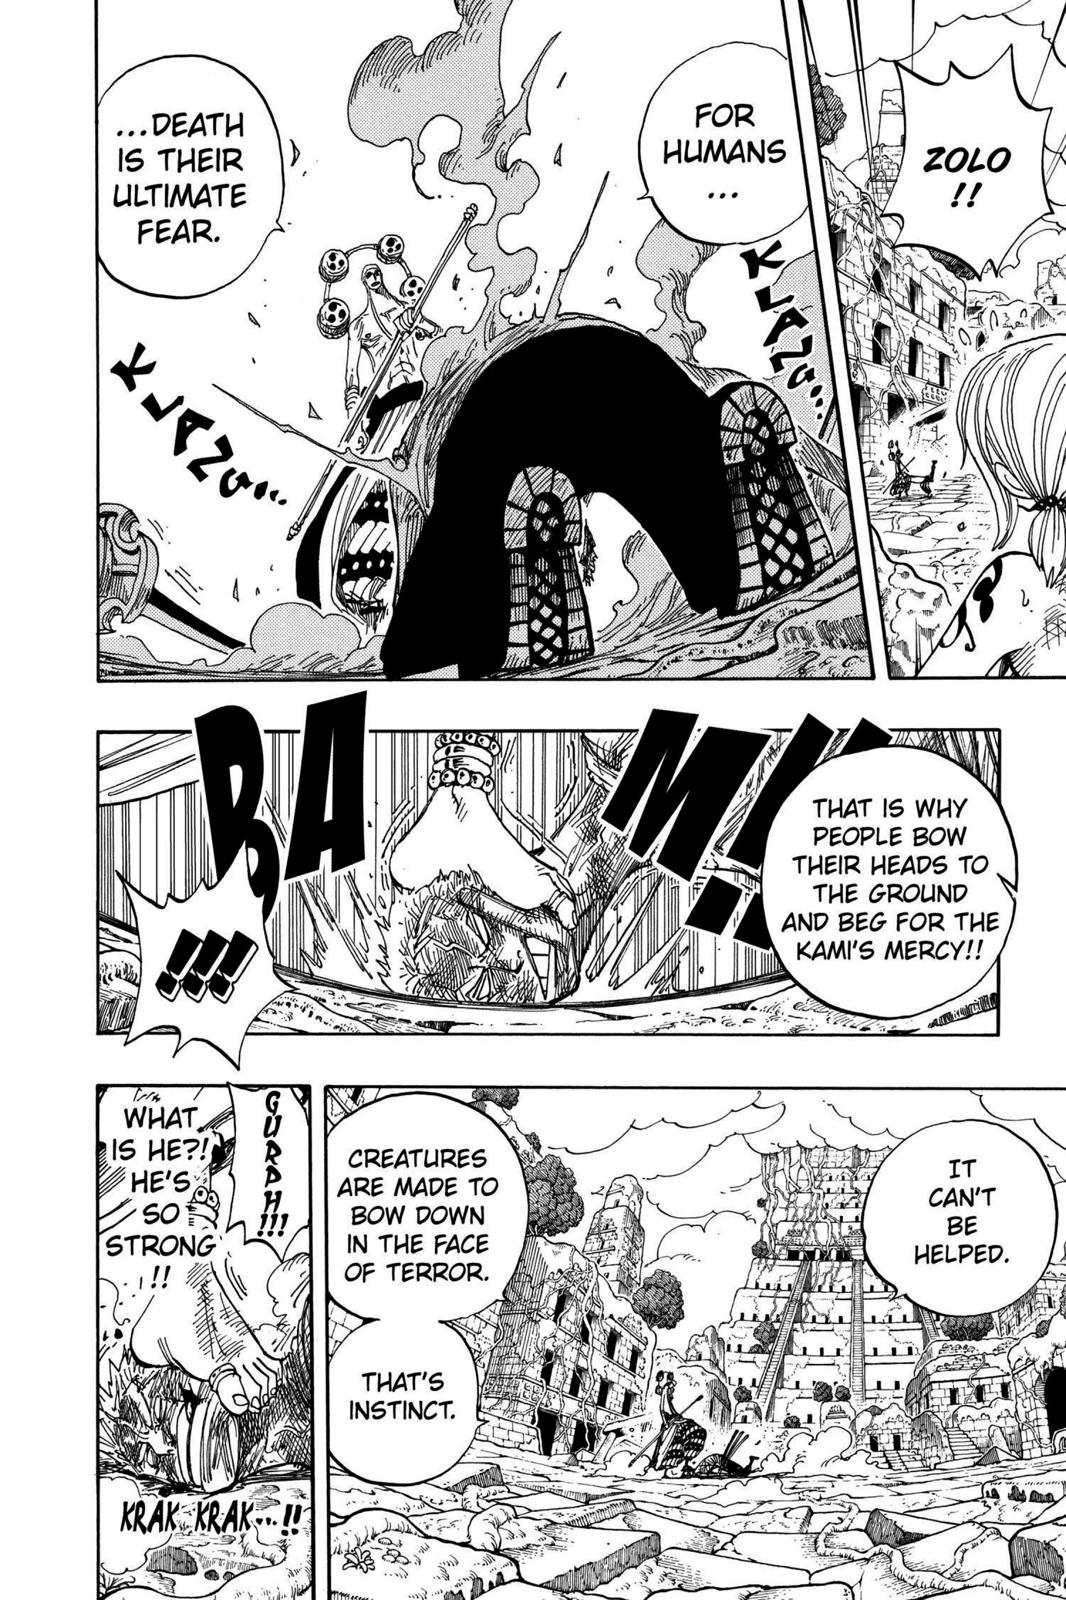 ZOLO
!!
FOR
HUMANS
...
...DEATH
IS THEIR
ULTIMATE
FEAR.
KLANG...
KLANG...
BAM!!
THAT IS WHY
PEOPLE BOW
THEIR HEADS TO
THE GROUND
AND BEG FOR THE
KAMI'S MERCY!!
!!!!
IT
CAN'T
BE
HELPED.
CREATURES
ARE MADE TO
BOW DOWN
IN THE FACE
OF TERROR.
THAT'S
INSTINCT.
GURPH!!!
WHAT
IS HE?!
HE'S
SO
STRONG
!!
KRAK KRAK...!!